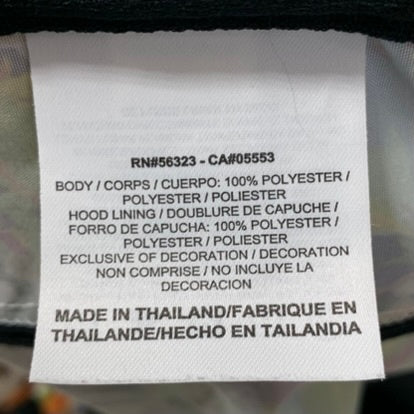 RN#56323 - CA#05553
BODY / CORPS / CUERPO: 100% POLYESTER /
POLYESTER / POLIESTER
HOOD LINING / DOUBLURE DE CAPUCHE /
FORRO DE CAPUCHA: 100% POLYESTER /
POLYESTER / POLIESTER
EXCLUSIVE OF DECORATION / DECORATION
NON COMPRISE / NO INCLUYE LA
DECORACION
MADE IN THAILAND/FABRIQUE EN
THAILANDE/HECHO EN TAILANDIA